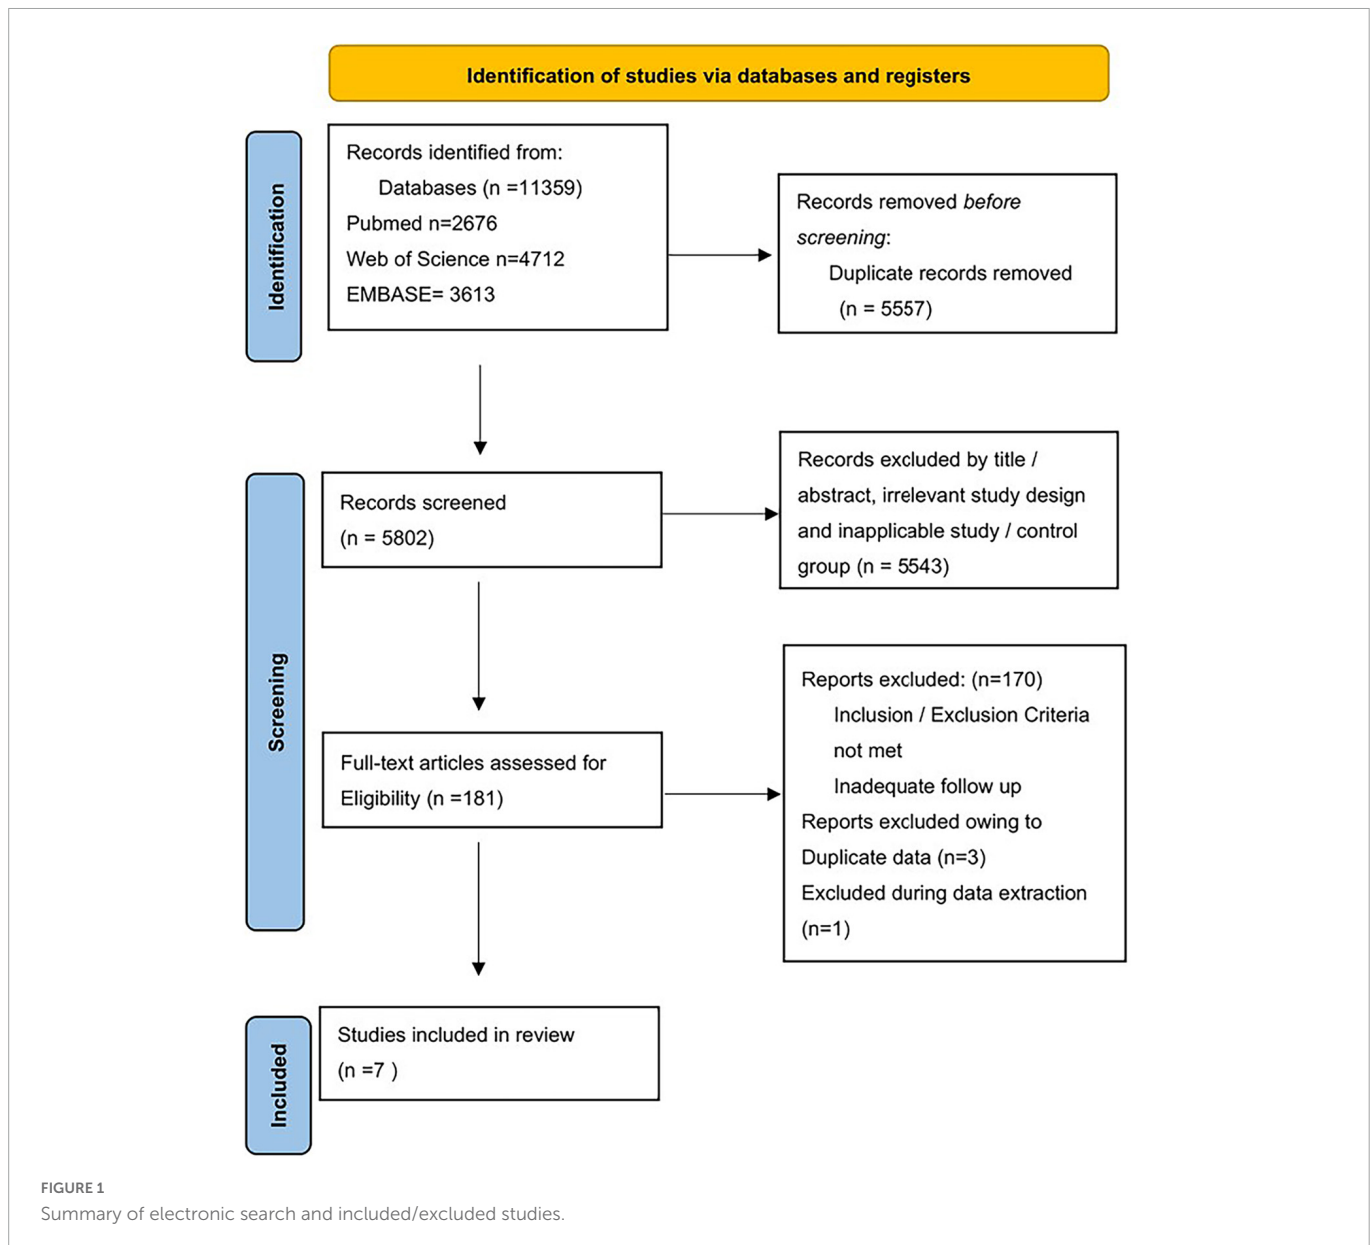 Identification of studies via databases and registers
Identification
Records identified from:
Databases (n =11359)
Pubmed n=2676
Web of Science n=4712
EMBASE= 3613
Records removed before
screening:
Duplicate records removed
(n = 5557)
Screening
Records screened
(n = 5802)
Records excluded by title /
abstract, irrelevant study design
and inapplicable study / control
group (n = 5543)
Full-text articles assessed for
Eligibility (n =181)
Reports excluded: (n=170)
Inclusion / Exclusion Criteria
not met
Inadequate follow up
Reports excluded owing to
Duplicate data (n=3)
Excluded during data extraction
(n=1)
Included
Studies included in review
(n =7 )
FIGURE 1
Summary of electronic search and included/excluded studies.